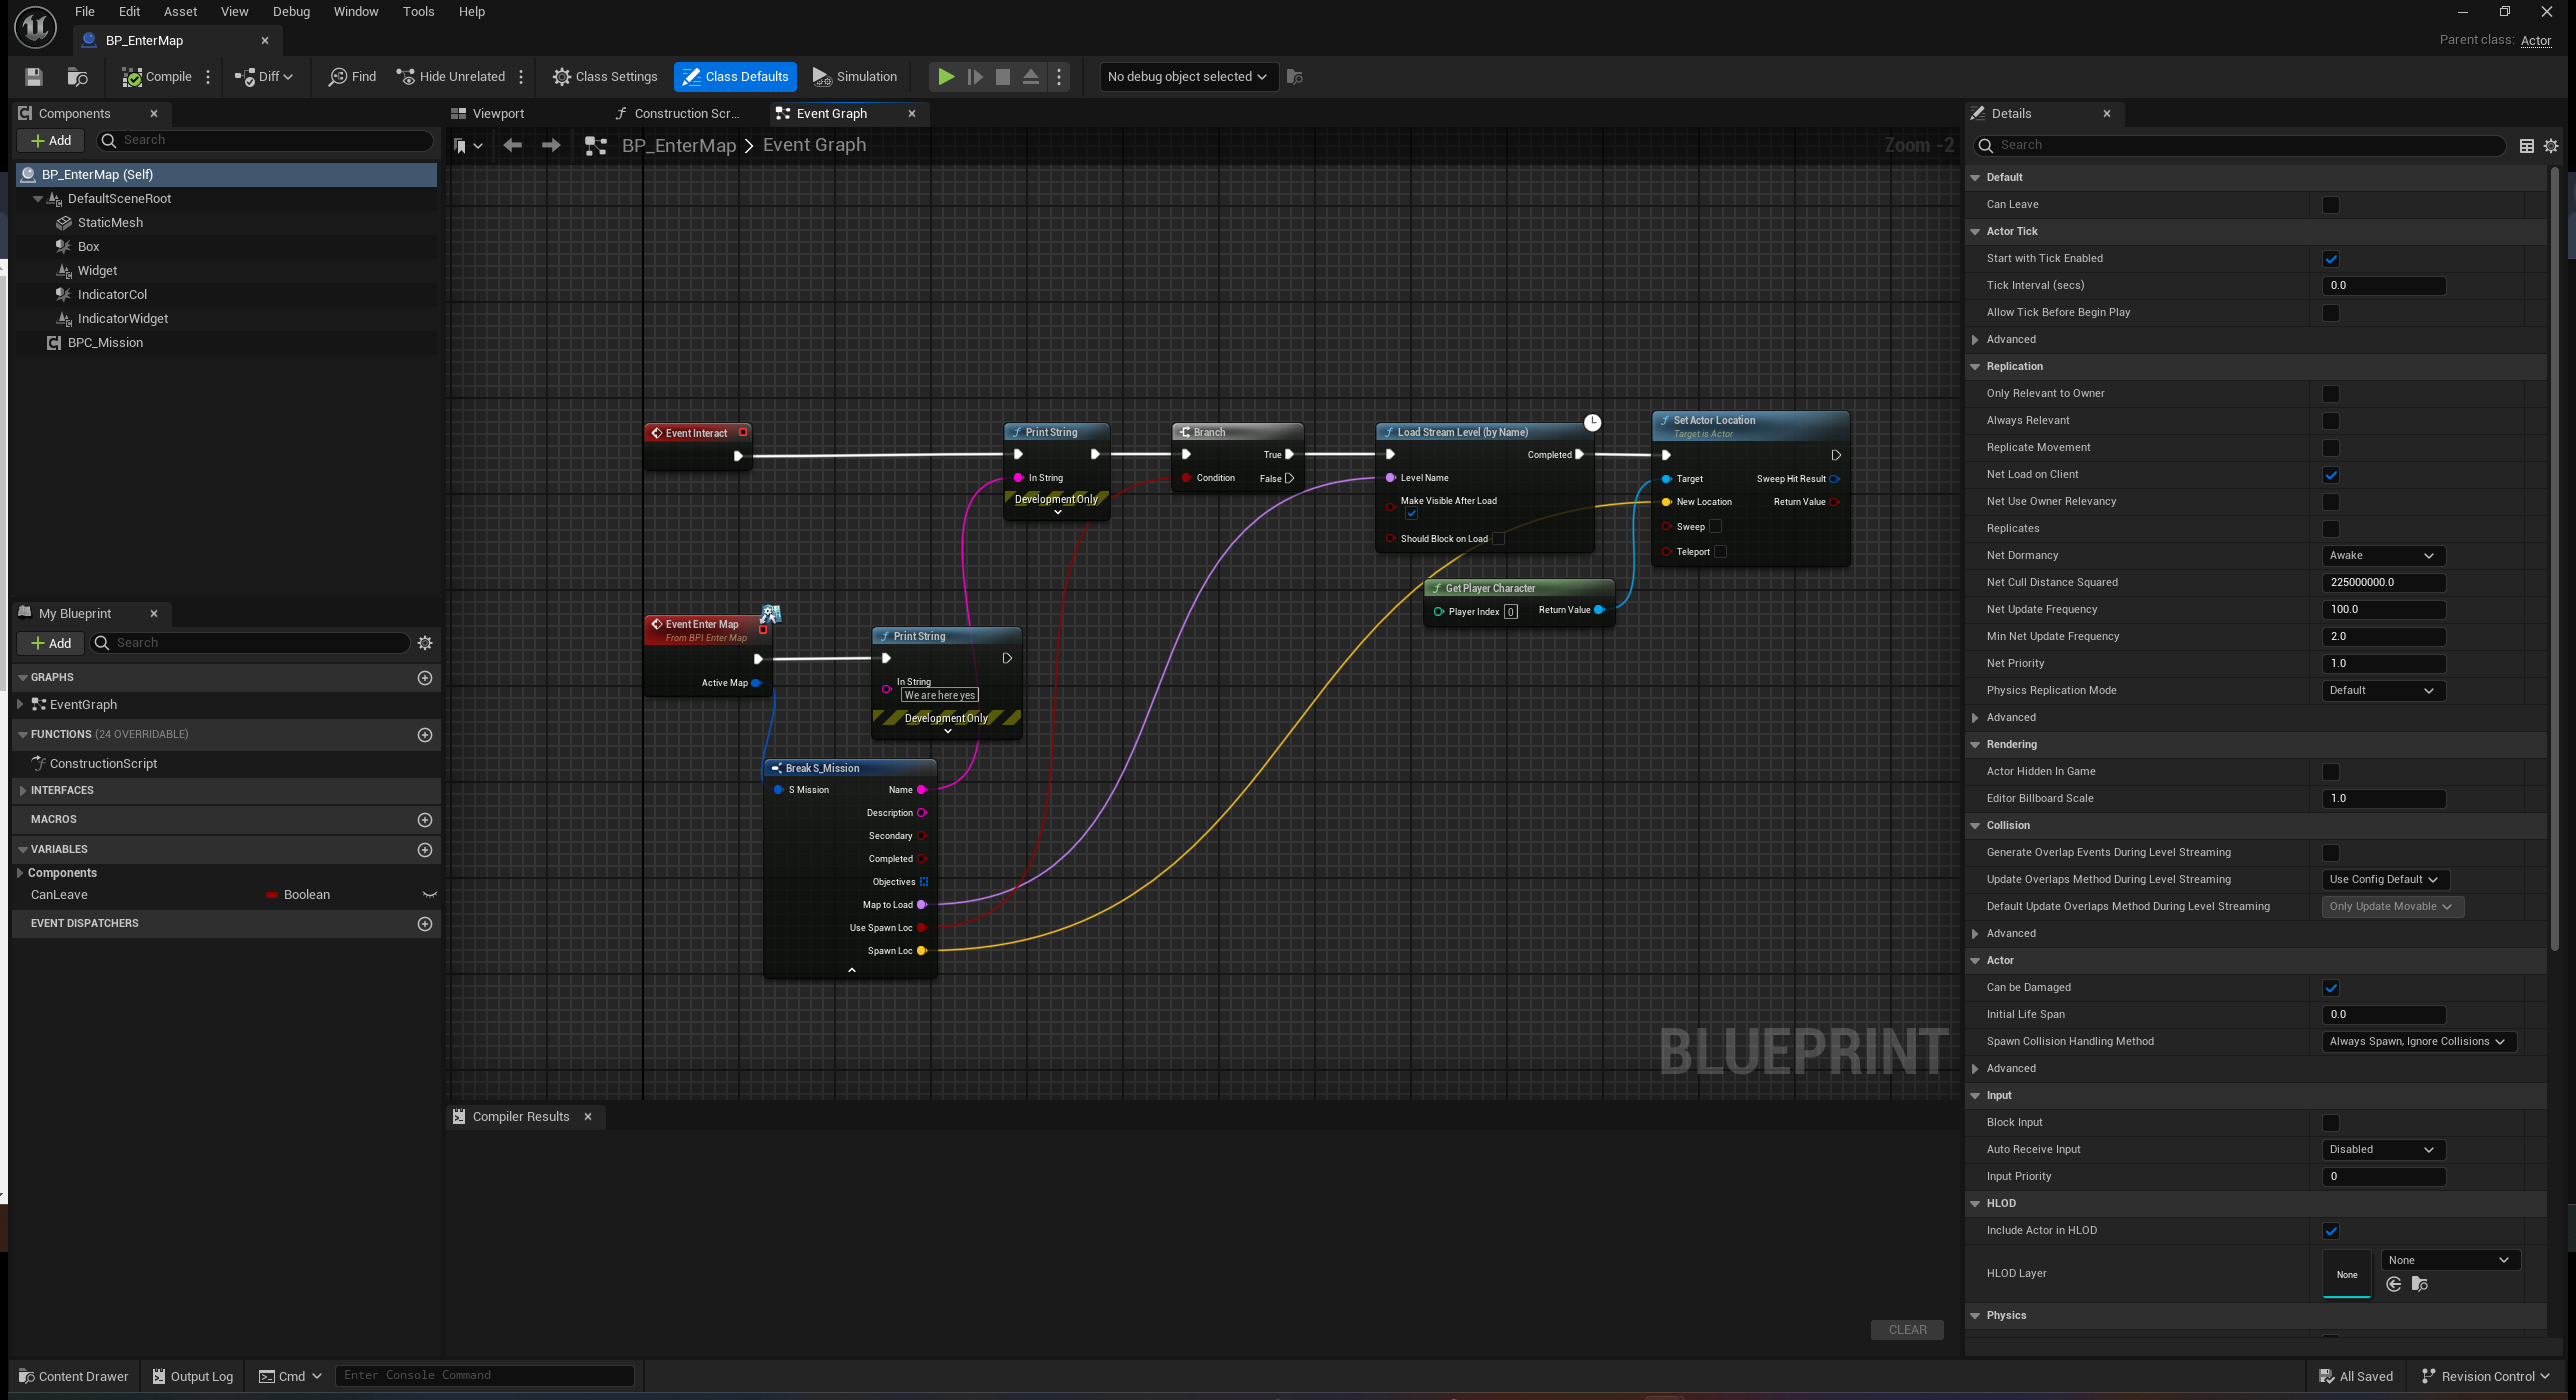 File Edit Asset View Debug Window Tools Help
BP_EnterMap
Parent class: Actor
Compile Diff Find Hide Unrelated Class Settings Class Defaults Simulation No debug object selected
Components
Add Search
BP_EnterMap (Self)
DefaultSceneRoot
StaticMesh
Box
Widget
IndicatorCol
IndicatorWidget
BPC_Mission
My Blueprint
Add Search
GRAPHS
EventGraph
FUNCTIONS (24 OVERRIDABLE)
ConstructionScript
INTERFACES
MACROS
VARIABLES
Components
CanLeave Boolean
EVENT DISPATCHERS
Viewport Construction Scr... Event Graph
BP_EnterMap > Event Graph
Zoom -2
Event Interact
Print String
In String
Development Only
Branch
True
Condition False
Load Stream Level (by Name)
Completed
Level Name
Make Visible After Load
Should Block on Load
Set Actor Location
Target is Actor
Target Sweep Hit Result
New Location Return Value
Sweep
Teleport
Get Player Character
Player Index 0 Return Value
Event Enter Map
From BPI Enter Map
Active Map
Print String
In String
We are here yes
Development Only
Break S_Mission
S Mission Name
Description
Secondary
Completed
Objectives
Map to Load
Use Spawn Loc
Spawn Loc
BLUEPRINT
Compiler Results
CLEAR
Details
Search
Default
Can Leave
Actor Tick
Start with Tick Enabled
Tick Interval (secs) 0.0
Allow Tick Before Begin Play
Advanced
Replication
Only Relevant to Owner
Always Relevant
Replicate Movement
Net Load on Client
Net Use Owner Relevancy
Replicates
Net Dormancy Awake
Net Cull Distance Squared 225000000.0
Net Update Frequency 100.0
Min Net Update Frequency 2.0
Net Priority 1.0
Physics Replication Mode Default
Advanced
Rendering
Actor Hidden In Game
Editor Billboard Scale 1.0
Collision
Generate Overlap Events During Level Streaming
Update Overlaps Method During Level Streaming Use Config Default
Default Update Overlaps Method During Level Streaming Only Update Movable
Advanced
Actor
Can be Damaged
Initial Life Span 0.0
Spawn Collision Handling Method Always Spawn, Ignore Collisions
Advanced
Input
Block Input
Auto Receive Input Disabled
Input Priority 0
HLOD
Include Actor in HLOD
HLOD Layer None None
Physics
Content Drawer Output Log Cmd Enter Console Command All Saved Revision Control